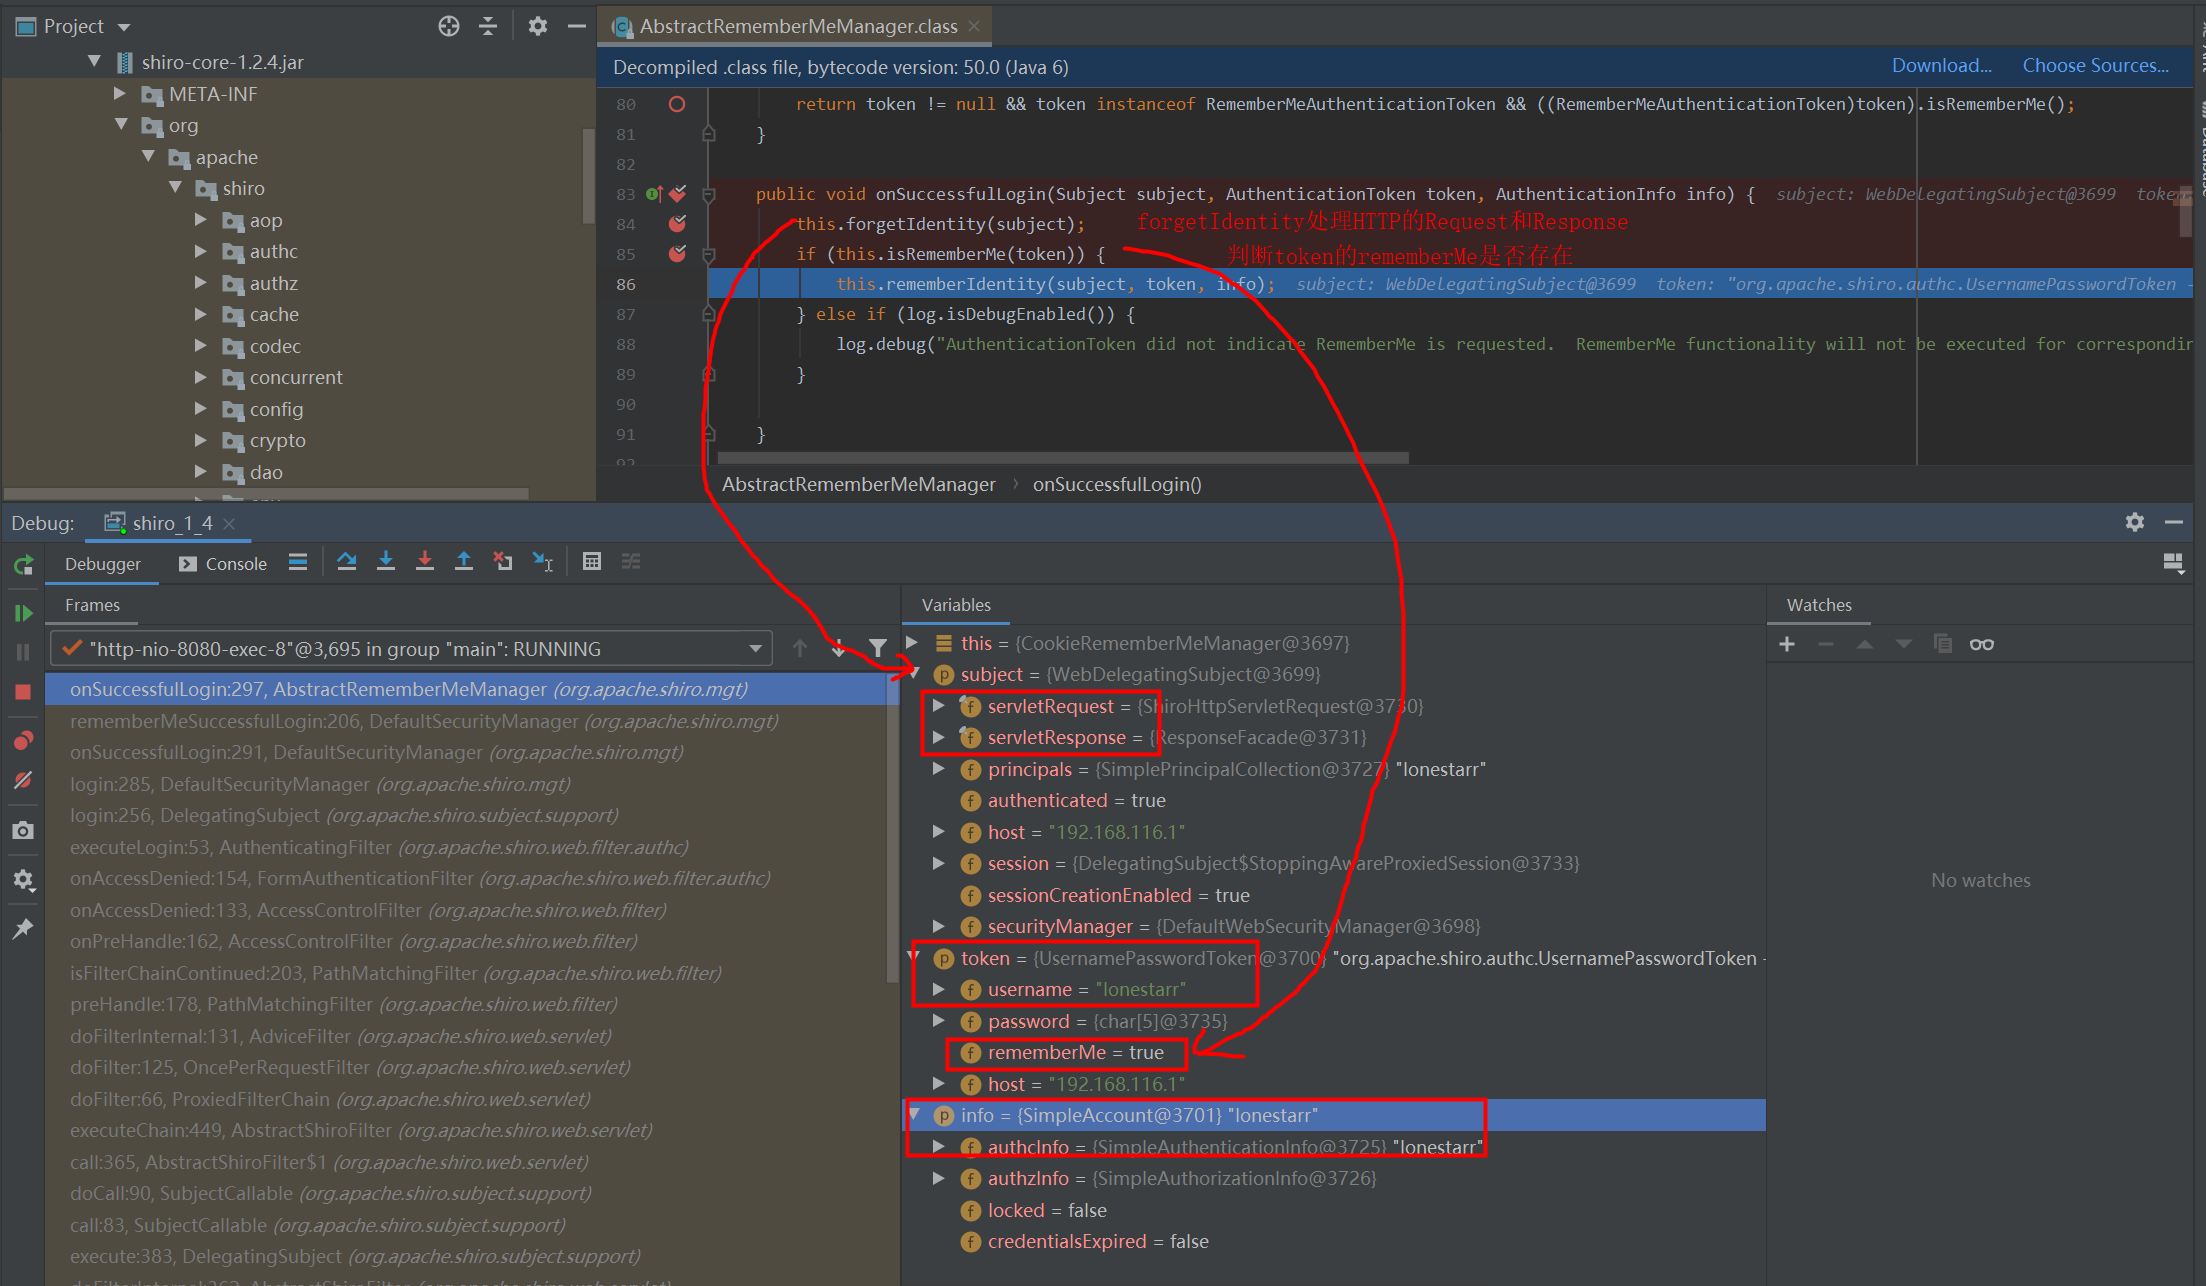 Project
shiro-core-1.2.4.jar
META-INF
org
apache
shiro
aop
authc
authz
cache
codec
concurrent
config
crypto
dao
AbstractRememberMeManager.class
Decompiled .class file, bytecode version: 50.0 (Java 6)
Download...
Choose Sources...
80 return token != null && token instanceof RememberMeAuthenticationToken && ((RememberMeAuthenticationToken)token).isRememberMe();
81 }
82
83 public void onSuccessfulLogin(Subject subject, AuthenticationToken token, AuthenticationInfo info) { subject: WebDelegatingSubject@3699 token:
84 this.forgetIdentity(subject); forgetIdentity处理HTTP的Request和Response
85 if (this.isRememberMe(token)) { 判断token的rememberMe是否存在
86 this.rememberIdentity(subject, token, info); subject: WebDelegatingSubject@3699 token: "org.apache.shiro.authc.UsernamePasswordToken -
87 } else if (log.isDebugEnabled()) {
88 log.debug("AuthenticationToken did not indicate RememberMe is requested.  RememberMe functionality will not be executed for correspondin
89 }
90
91 }
92
AbstractRememberMeManager › onSuccessfulLogin()
Database
Debug: shiro_1_4
Debugger Console
Frames
"http-nio-8080-exec-8"@3,695 in group "main": RUNNING
onSuccessfulLogin:297, AbstractRememberMeManager (org.apache.shiro.mgt)
rememberMeSuccessfulLogin:206, DefaultSecurityManager (org.apache.shiro.mgt)
onSuccessfulLogin:291, DefaultSecurityManager (org.apache.shiro.mgt)
login:285, DefaultSecurityManager (org.apache.shiro.mgt)
login:256, DelegatingSubject (org.apache.shiro.subject.support)
executeLogin:53, AuthenticatingFilter (org.apache.shiro.web.filter.authc)
onAccessDenied:154, FormAuthenticationFilter (org.apache.shiro.web.filter.authc)
onAccessDenied:133, AccessControlFilter (org.apache.shiro.web.filter)
onPreHandle:162, AccessControlFilter (org.apache.shiro.web.filter)
isFilterChainContinued:203, PathMatchingFilter (org.apache.shiro.web.filter)
preHandle:178, PathMatchingFilter (org.apache.shiro.web.filter)
doFilterInternal:131, AdviceFilter (org.apache.shiro.web.servlet)
doFilter:125, OncePerRequestFilter (org.apache.shiro.web.servlet)
doFilter:66, ProxiedFilterChain (org.apache.shiro.web.servlet)
executeChain:449, AbstractShiroFilter (org.apache.shiro.web.servlet)
call:365, AbstractShiroFilter$1 (org.apache.shiro.web.servlet)
doCall:90, SubjectCallable (org.apache.shiro.subject.support)
call:83, SubjectCallable (org.apache.shiro.subject.support)
execute:383, DelegatingSubject (org.apache.shiro.subject.support)
Variables
this = {CookieRememberMeManager@3697}
subject = {WebDelegatingSubject@3699}
servletRequest = {ShiroHttpServletRequest@3730}
servletResponse = {ResponseFacade@3731}
principals = {SimplePrincipalCollection@3727} "lonestarr"
authenticated = true
host = "192.168.116.1"
session = {DelegatingSubject$StoppingAwareProxiedSession@3733}
sessionCreationEnabled = true
securityManager = {DefaultWebSecurityManager@3698}
token = {UsernamePasswordToken@3700} "org.apache.shiro.authc.UsernamePasswordToken -
username = "lonestarr"
password = {char[5]@3735}
rememberMe = true
host = "192.168.116.1"
info = {SimpleAccount@3701} "lonestarr"
authcInfo = {SimpleAuthenticationInfo@3725} "lonestarr"
authzInfo = {SimpleAuthorizationInfo@3726}
locked = false
credentialsExpired = false
Watches
No watches